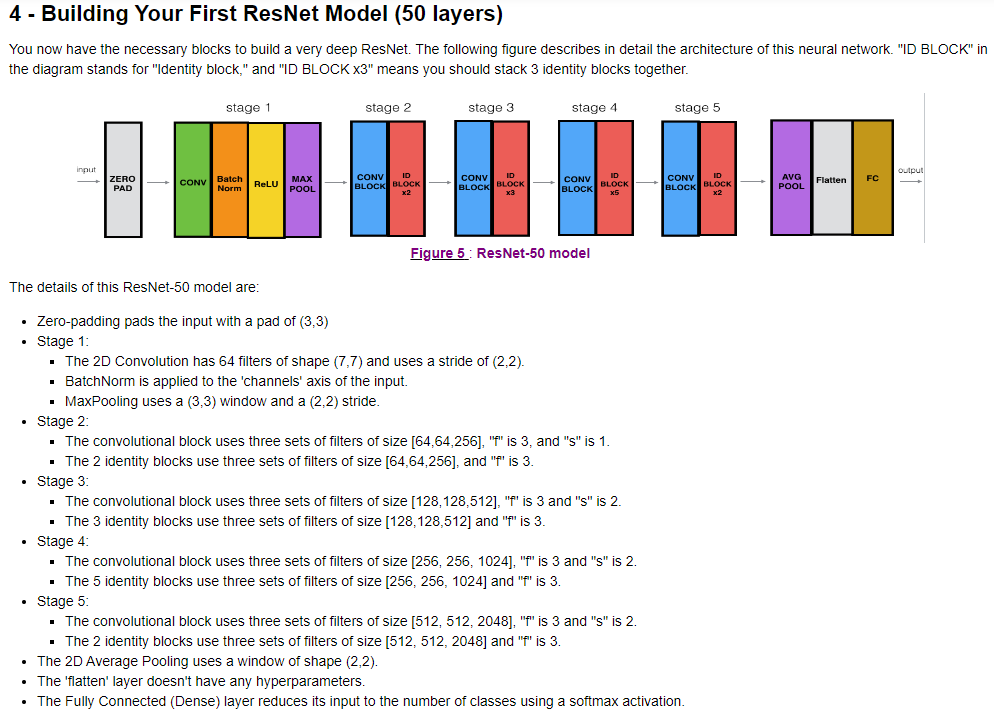 4 - Building Your First ResNet Model (50 layers)
You now have the necessary blocks to build a very deep ResNet. The following figure describes in detail the architecture of this neural network. "ID BLOCK" in
the diagram stands for "Identity block," and "ID BLOCK x3" means you should stack 3 identity blocks together.
stage 1
stage 2
stage 3
stage 4
stage 5
input
ZERO
PAD
CONV
Batch
Norm
ReLU
MAX
POOL
CONV
BLOCK
ID
BLOCK
x2
CONV
BLOCK
ID
BLOCK
x3
CONV
BLOCK
ID
BLOCK
x5
CONV
BLOCK
ID
BLOCK
x2
AVG
POOL
Flatten
FC
output
Figure 5 : ResNet-50 model
The details of this ResNet-50 model are:
• Zero-padding pads the input with a pad of (3,3)
• Stage 1:
▪ The 2D Convolution has 64 filters of shape (7,7) and uses a stride of (2,2).
▪ BatchNorm is applied to the 'channels' axis of the input.
▪ MaxPooling uses a (3,3) window and a (2,2) stride.
• Stage 2:
▪ The convolutional block uses three sets of filters of size [64,64,256], "f" is 3, and "s" is 1.
▪ The 2 identity blocks use three sets of filters of size [64,64,256], and "f" is 3.
• Stage 3:
▪ The convolutional block uses three sets of filters of size [128,128,512], "f" is 3 and "s" is 2.
▪ The 3 identity blocks use three sets of filters of size [128,128,512] and "f" is 3.
• Stage 4:
▪ The convolutional block uses three sets of filters of size [256, 256, 1024], "f" is 3 and "s" is 2.
▪ The 5 identity blocks use three sets of filters of size [256, 256, 1024] and "f" is 3.
• Stage 5:
▪ The convolutional block uses three sets of filters of size [512, 512, 2048], "f" is 3 and "s" is 2.
▪ The 2 identity blocks use three sets of filters of size [512, 512, 2048] and "f" is 3.
• The 2D Average Pooling uses a window of shape (2,2).
• The 'flatten' layer doesn't have any hyperparameters.
• The Fully Connected (Dense) layer reduces its input to the number of classes using a softmax activation.